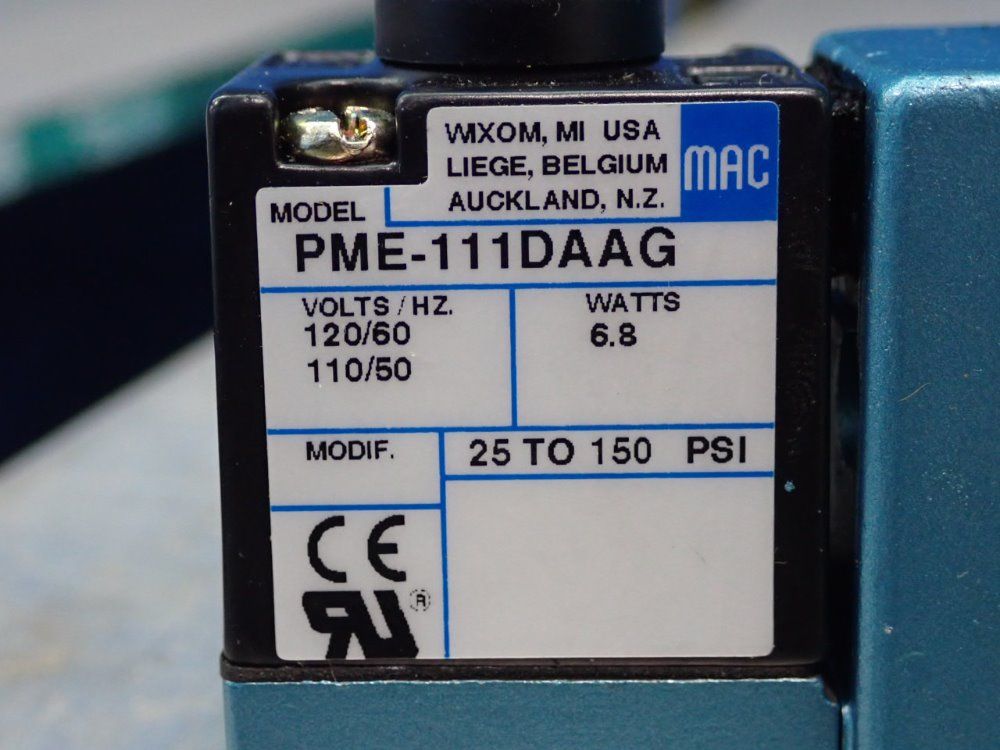 WIXOM, MI USA
LIEGE, BELGIUM
AUCKLAND, N.Z.
MAC
MODEL
PME-111DAAG
VOLTS/HZ.
120/60
110/50
WATTS
6.8
MODIF.
25 TO 150 PSI
CE
RU®